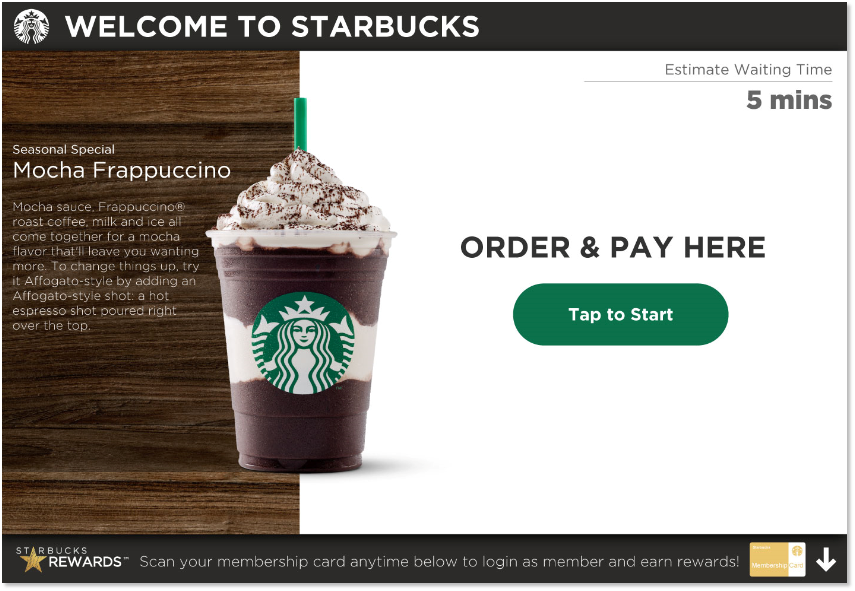 WELCOME TO STARBUCKS
Estimate Waiting Time
5 mins
Seasonal Special
Mocha Frappuccino
Mocha sauce, Frappuccino®
roast coffee, milk and ice all
come together for a mocha
flavor that'll leave you wanting
more. To change things up, try
it Affogato-style by adding an
Affogato-style shot: a hot
espresso shot poured right
over the top.
ORDER & PAY HERE
Tap to Start
STARBUCKS
REWARDS™
Scan your membership card anytime below to login as member and earn rewards!
Membership Card